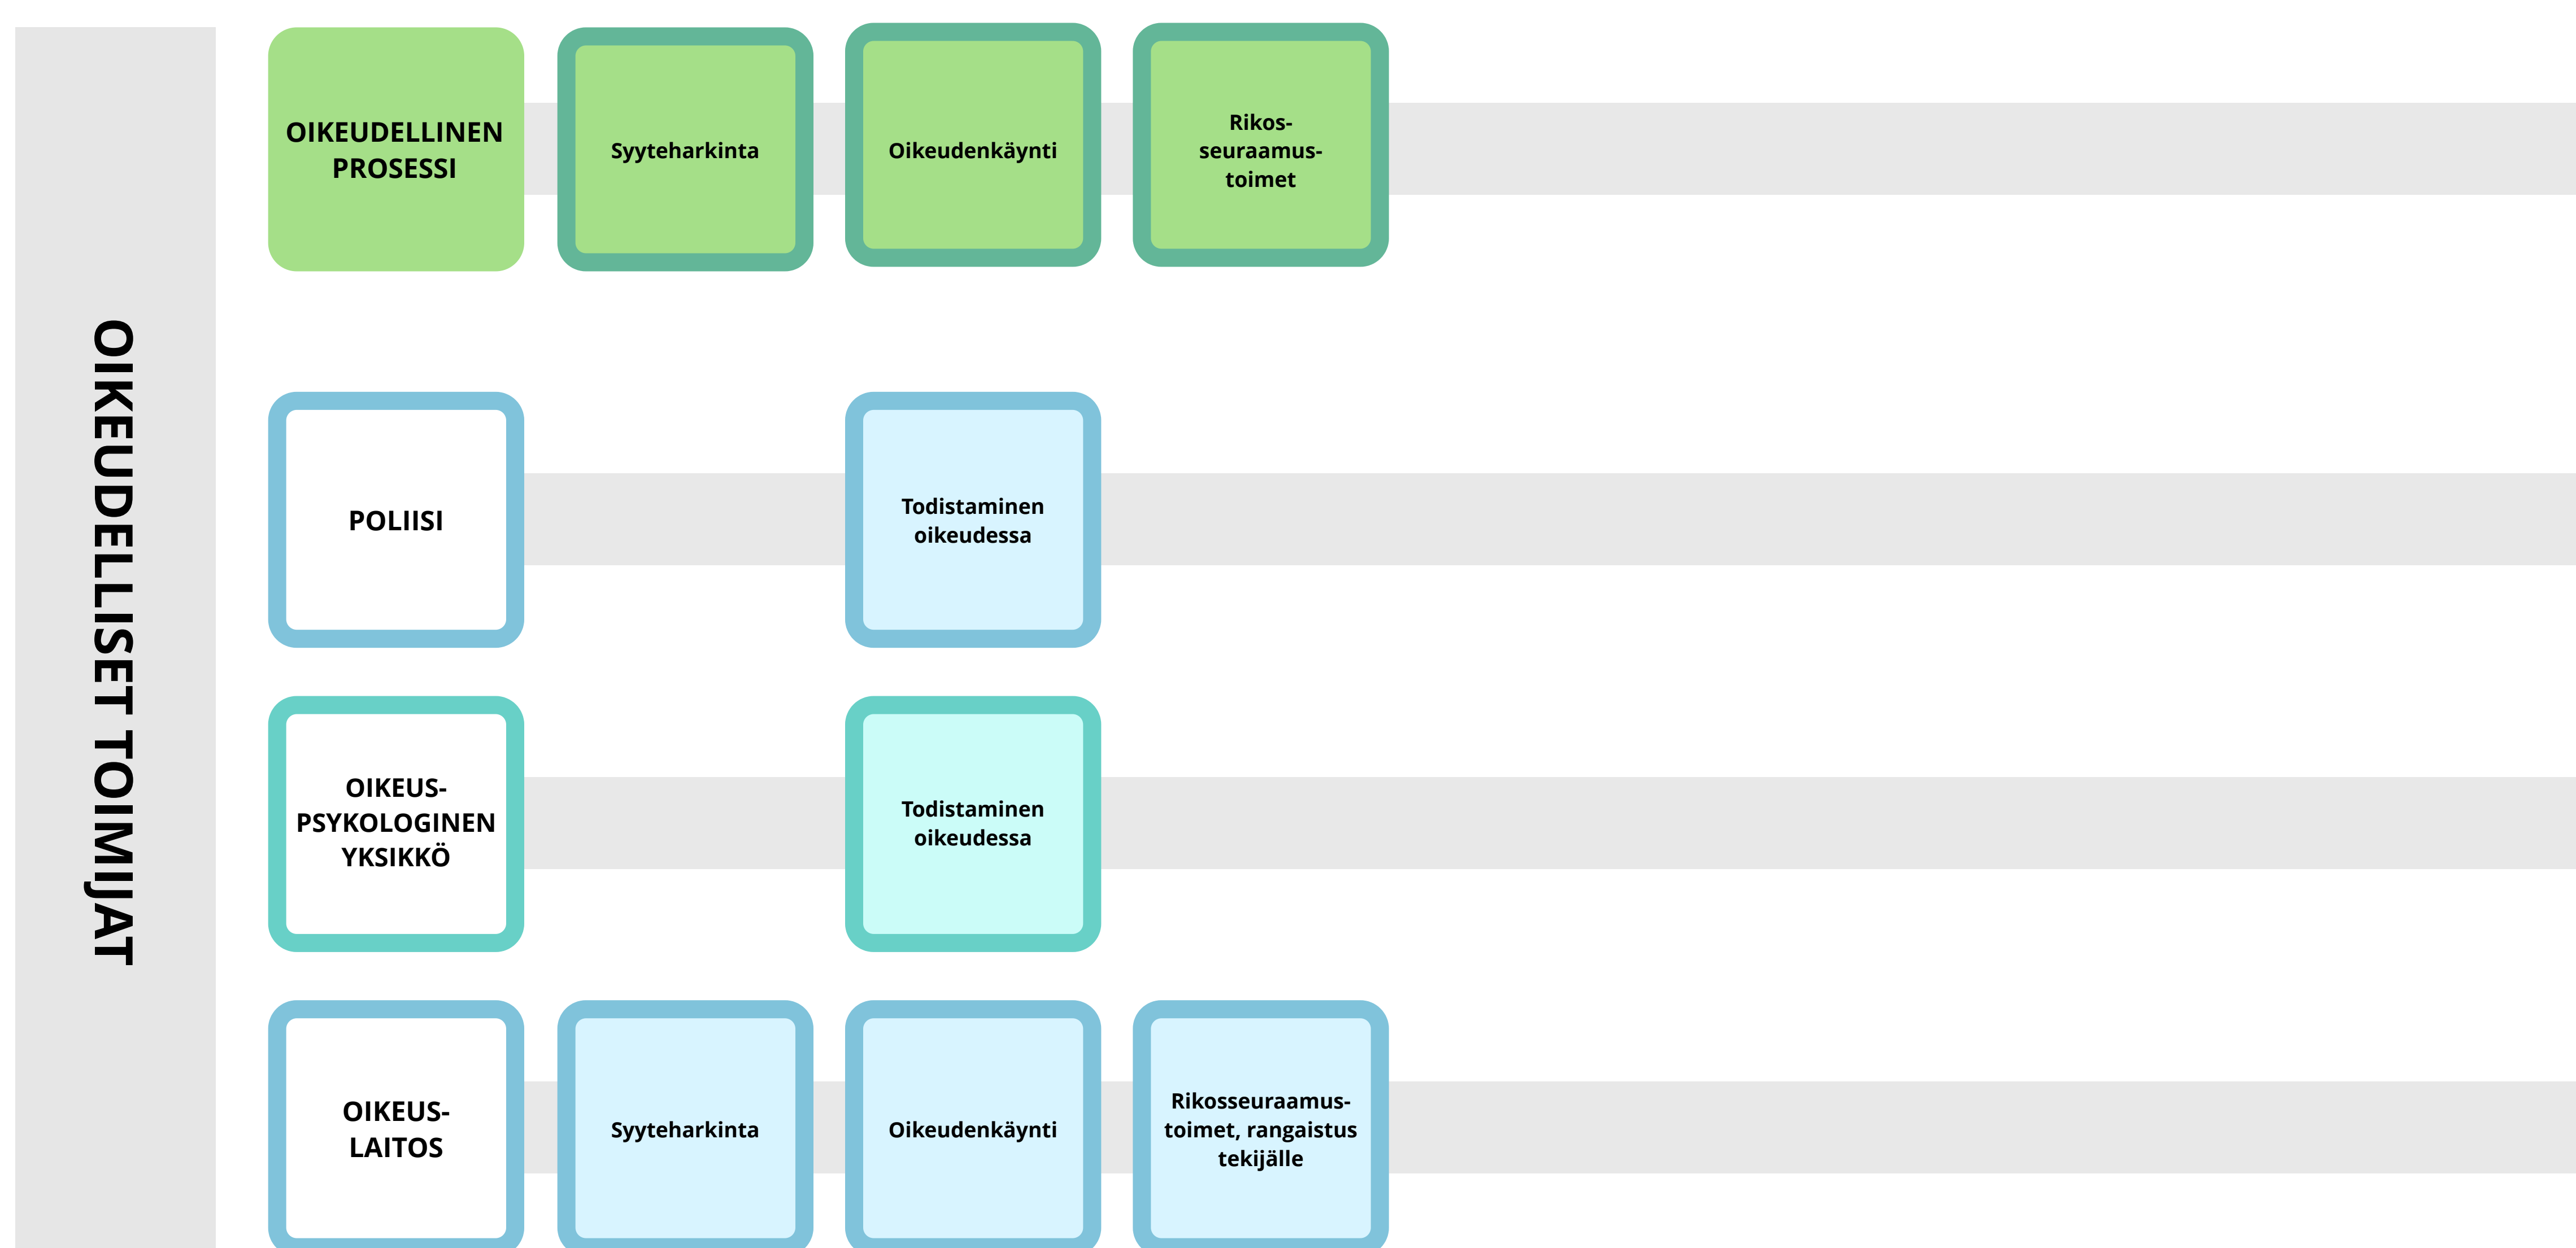 OIKEUDELLISET TOIMIJAT
OIKEUDELLINEN
PROSESSI
Syyteharkinta
Oikeudenkäynti
Rikos-
seuraamus-
toimet
POLIISI
Todistaminen
oikeudessa
OIKEUS-
PSYKOLOGINEN
YKSIKKÖ
Todistaminen
oikeudessa
OIKEUS-
LAITOS
Syyteharkinta
Oikeudenkäynti
Rikosseuraamus-
toimet, rangaistus
tekijälle